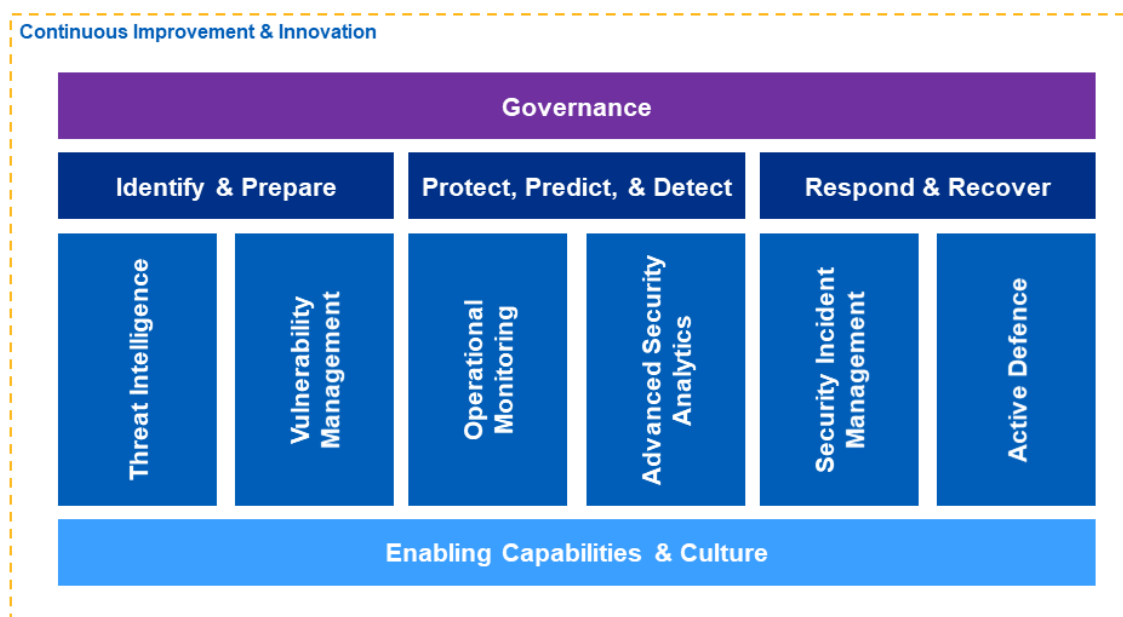 Continuous Improvement & Innovation
Governance
Identify & Prepare
Protect, Predict, & Detect
Respond & Recover
Threat Intelligence
Vulnerability
Management
Operational
Monitoring
Advanced Security
Analytics
Security Incident
Management
Active Defence
Enabling Capabilities & Culture